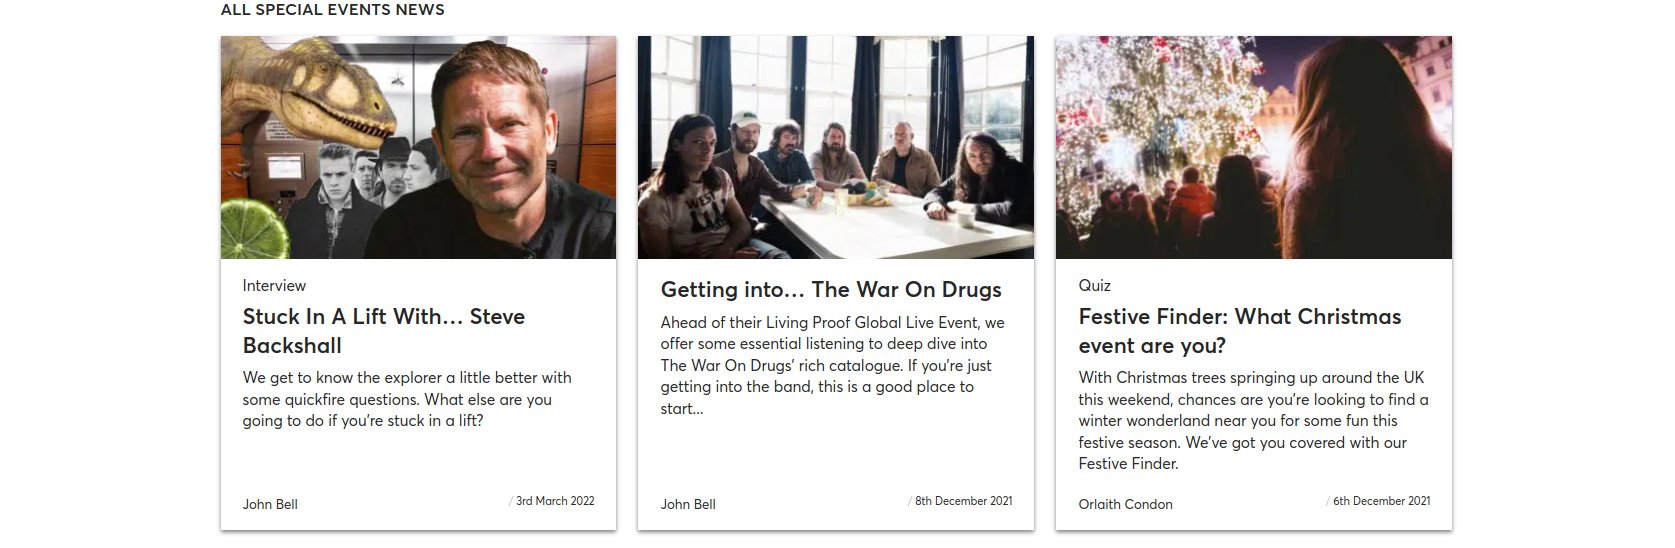 ALL SPECIAL EVENTS NEWS
Interview
Stuck In A Lift With… Steve
Backshall
We get to know the explorer a little better with
some quickfire questions. What else are you
going to do if you’re stuck in a lift?
John Bell
/ 3rd March 2022
WEST
Getting into… The War On Drugs
Ahead of their Living Proof Global Live Event, we
offer some essential listening to deep dive into
The War On Drugs’ rich catalogue. If you’re just
getting into the band, this is a good place to
start...
John Bell
/ 8th December 2021
Quiz
Festive Finder: What Christmas
event are you?
With Christmas trees springing up around the UK
this weekend, chances are you’re looking to find a
winter wonderland near you for some fun this
festive season. We’ve got you covered with our
Festive Finder.
Orlaith Condon
/ 6th December 2021